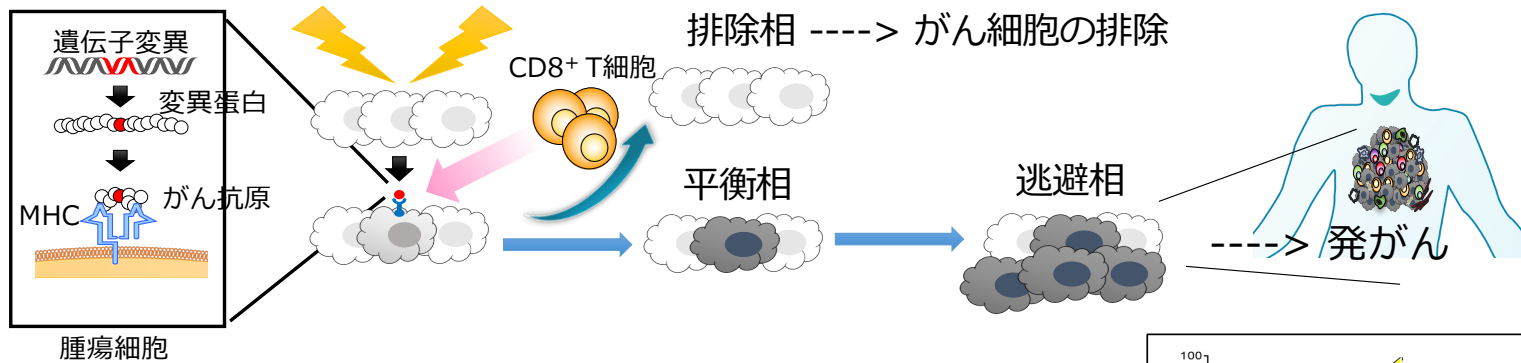 遺伝子変異
変異蛋白
がん抗原
MHC
腫瘍細胞
CD8⁺ T細胞
排除相 ----> がん細胞の排除
平衡相
逃避相
----> 発がん
100